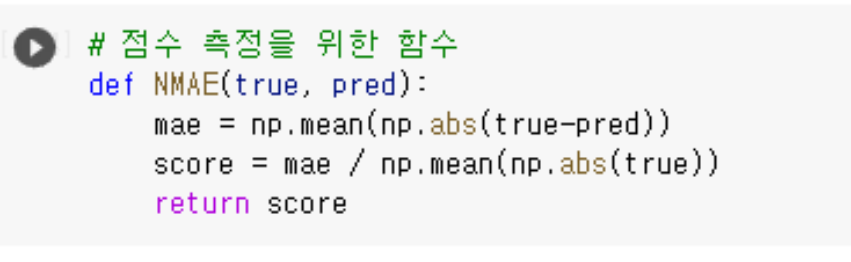 # 점수 측정을 위한 함수
def NMAE(true, pred):
    mae = np.mean(np.abs(true-pred))
    score = mae / np.mean(np.abs(true))
    return score